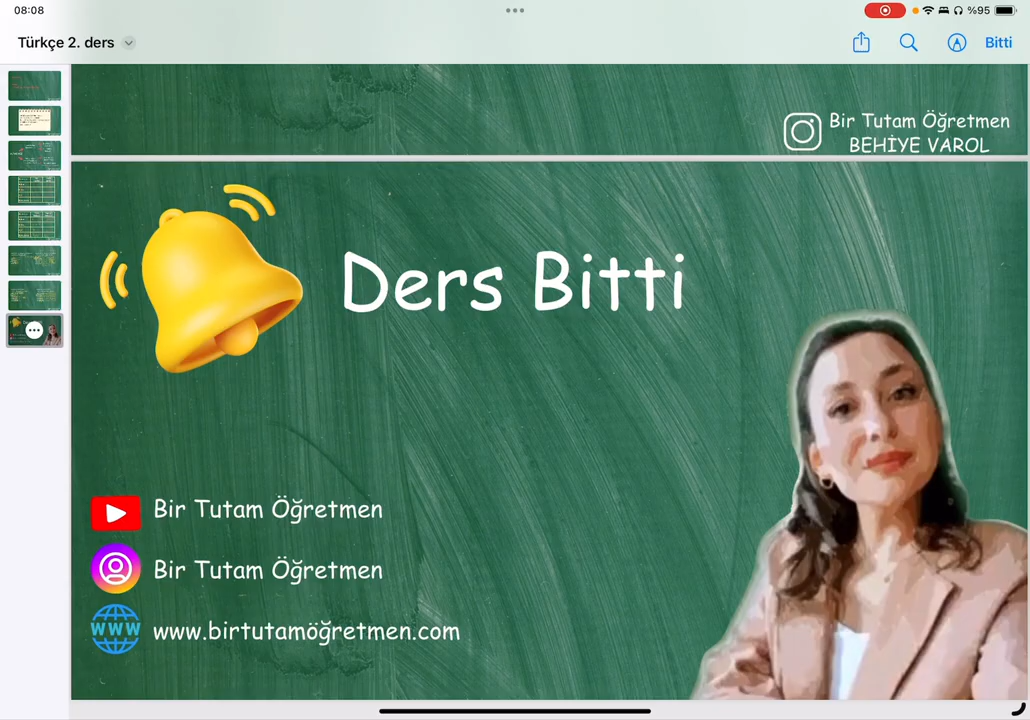 08:08
%95
Türkçe 2. ders
Bitti
Bir Tutam Öğretmen
BEHİYE VAROL
Ders Bitti
Bir Tutam Öğretmen
Bir Tutam Öğretmen
WWW
www.birtutamöğretmen.com